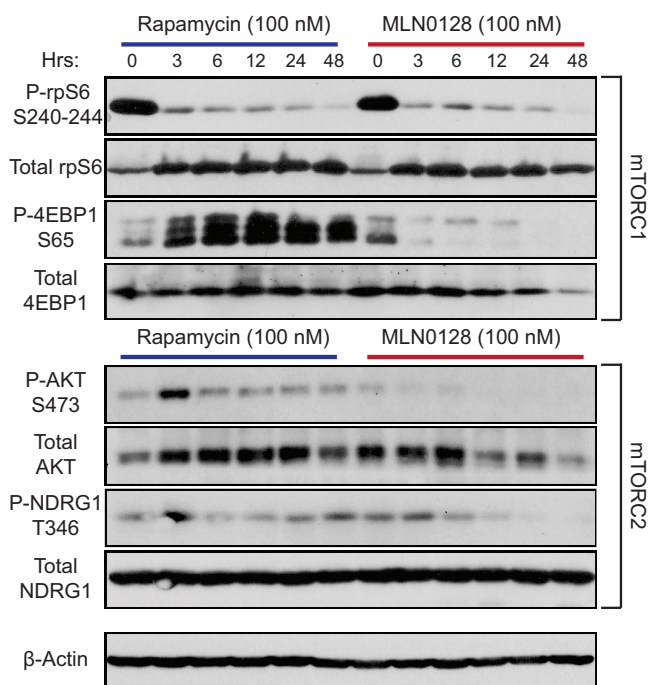 Rapamycin (100 nM) MLN0128 (100 nM)
Hrs: 0 3 6 12 24 48 0 3 6 12 24 48
P-rpS6
S240-244
Total rpS6
P-4EBP1
S65
Total
4EBP1
mTORC1
Rapamycin (100 nM) MLN0128 (100 nM)
P-AKT
S473
Total
AKT
P-NDRG1
T346
Total
NDRG1
mTORC2
β-Actin